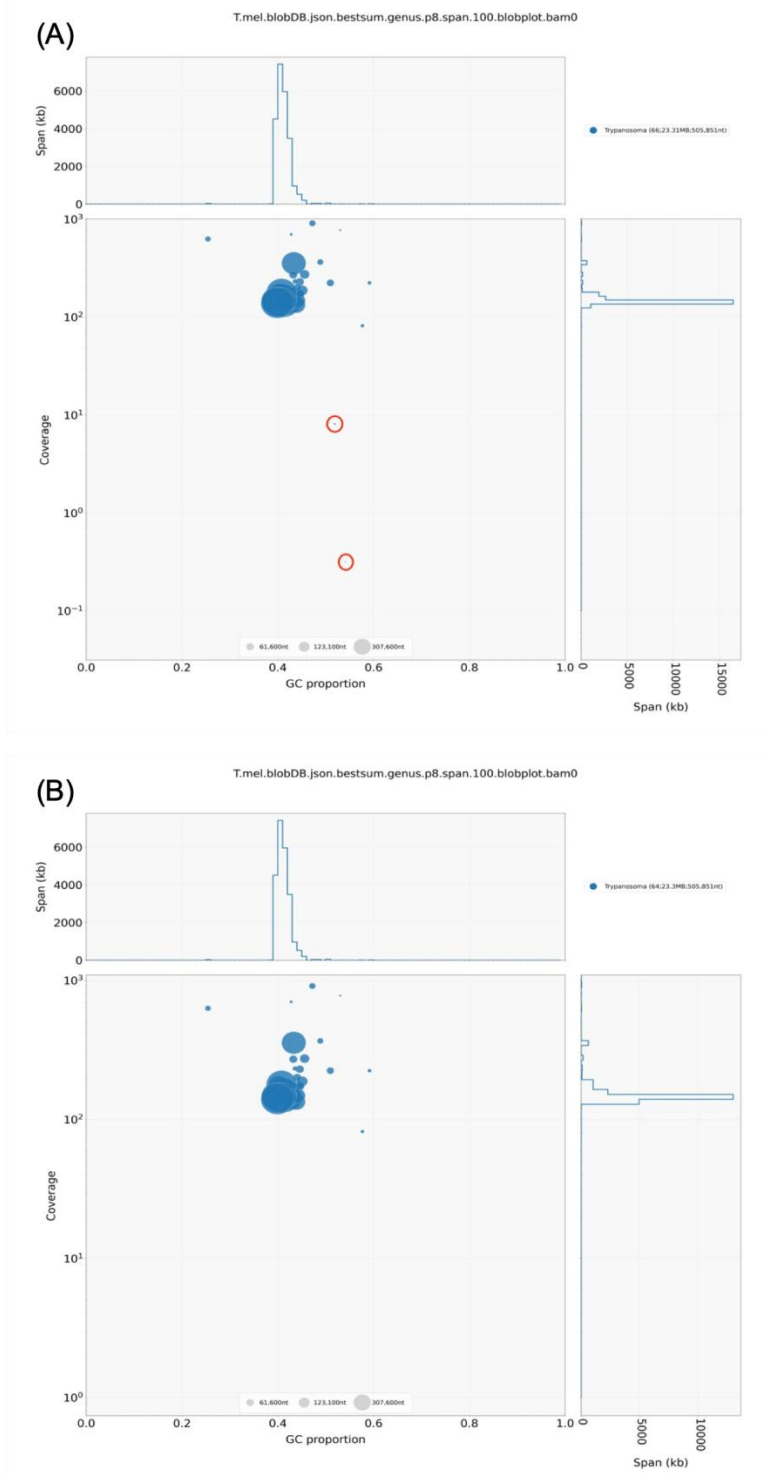 (A)
T.mel.blobDB.json.bestsum.genus.p8.span.100.blobplot.bam0
Span (kb)
6000
4000
2000
0
Trypanosoma (66;23.31MB;505,851nt)
10³
10²
10¹
10⁰
10⁻¹
Coverage
61,600nt 123,100nt 307,600nt
0.0 0.2 0.4 0.6 0.8 1.0
GC proportion
0 5000 10000 15000
Span (kb)
(B)
T.mel.blobDB.json.bestsum.genus.p8.span.100.blobplot.bam0
Span (kb)
6000
4000
2000
0
Trypanosoma (64;23.3MB;505,851nt)
10³
10²
10¹
10⁰
Coverage
61,600nt 123,100nt 307,600nt
0.0 0.2 0.4 0.6 0.8 1.0
GC proportion
0 5000 10000
Span (kb)